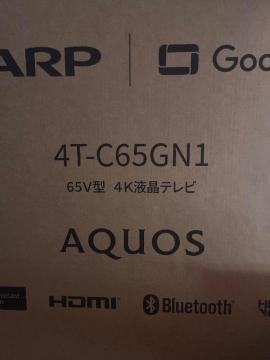 ARP Goo
4T-C65GN1
65V型 4K液晶テレビ
AQUOS
HDMI Bluetooth